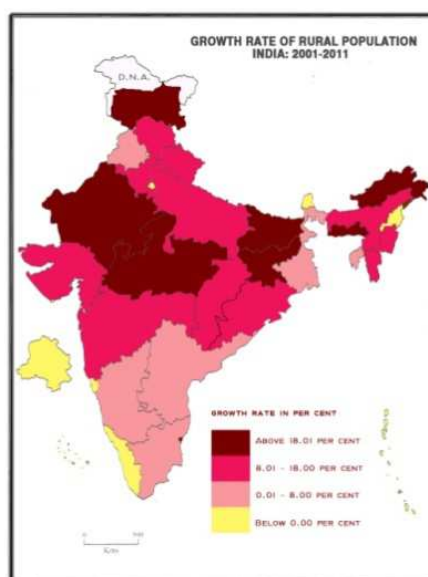 GROWTH RATE OF RURAL POPULATION
INDIA: 2001-2011
D.N.A.
GROWTH RATE IN PER CENT
ABOVE 18.01 PER CENT
8.01 - 18.00 PER CENT
0.01 - 8.00 PER CENT
BELOW 0.00 PER CENT